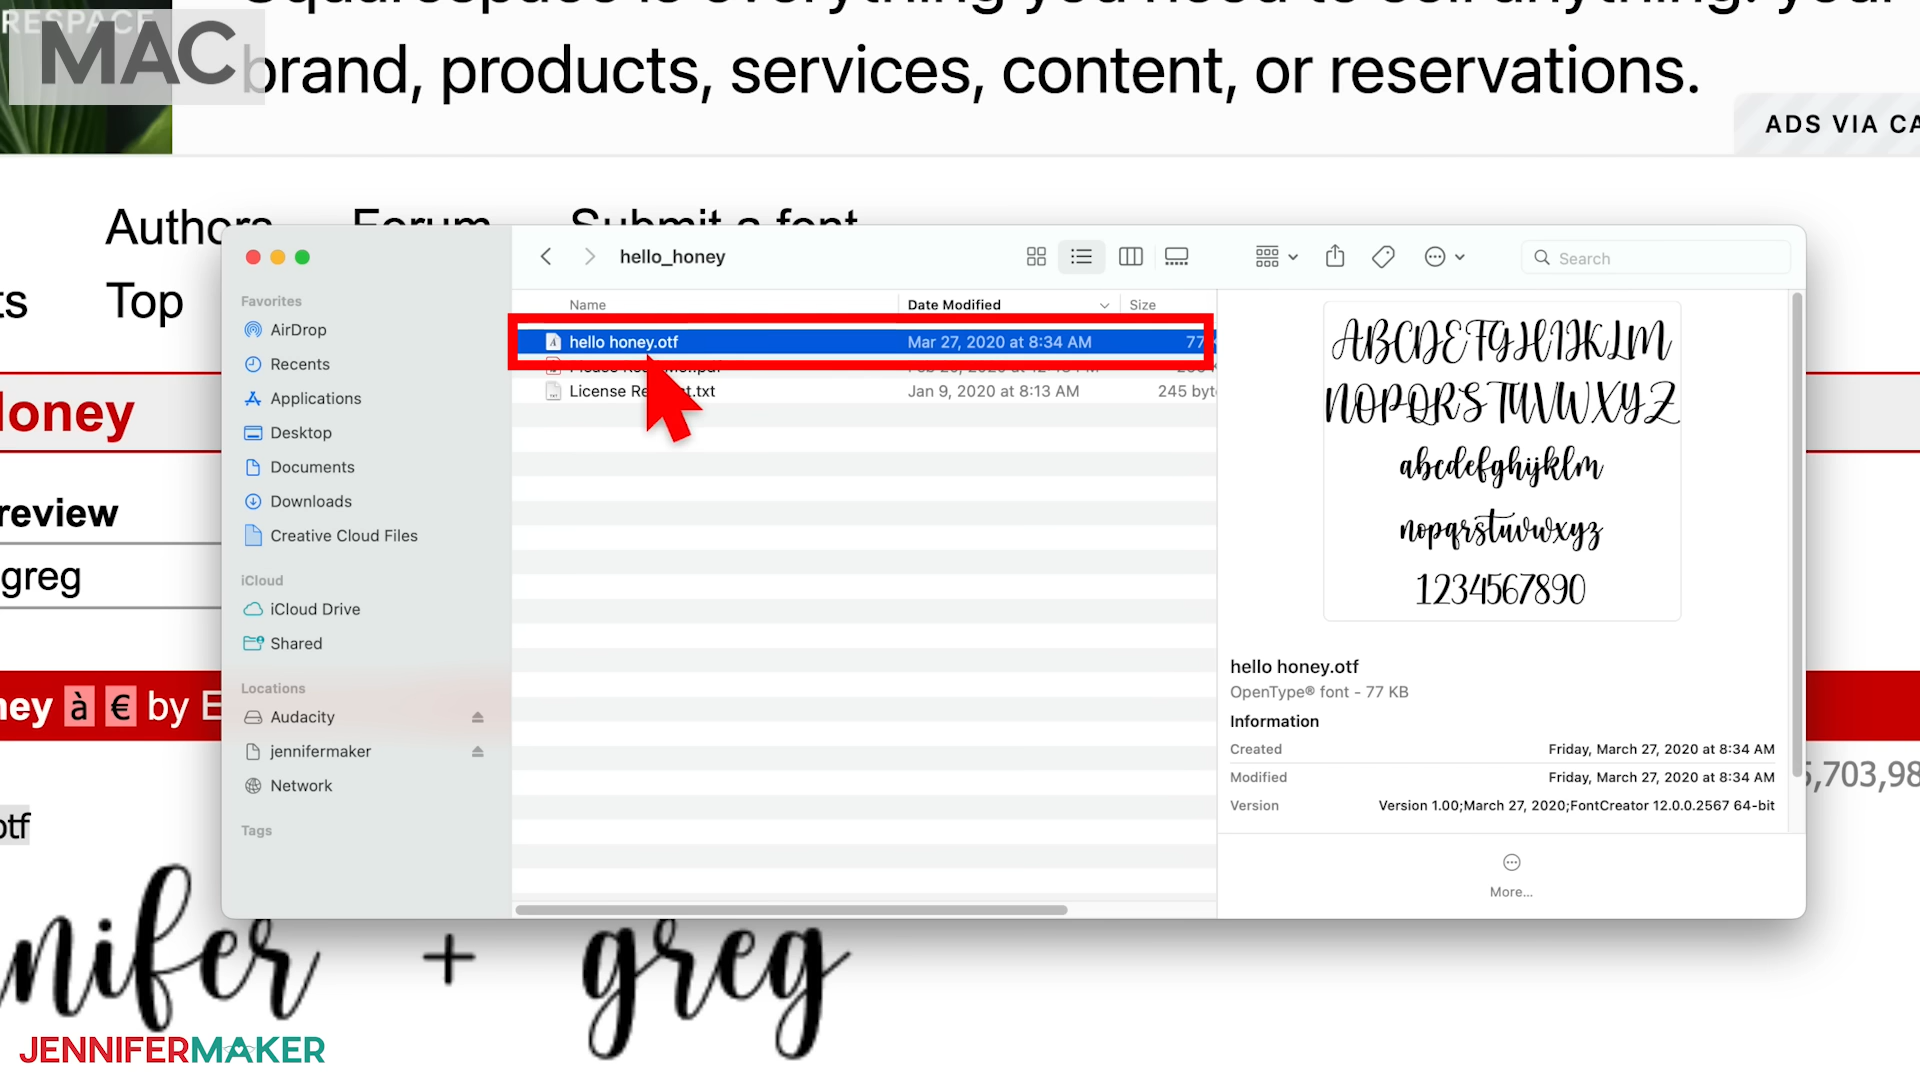 MAC
brand, products, services, content, or reservations.
ADS VIA CA
Authors Forum Submit a font
ts Top
Honey
review
greg
ney à € by E
5,703,98
otf
hello_honey
Search
Favorites
AirDrop
Recents
Applications
Desktop
Documents
Downloads
Creative Cloud Files
iCloud
iCloud Drive
Shared
Locations
Audacity
jennifermaker
Network
Tags
Name Date Modified Size
hello honey.otf Mar 27, 2020 at 8:34 AM 77
License Re t.txt Jan 9, 2020 at 8:13 AM 245 byt
ABCDEFGHIJKLM
NOPQRSTUVWXYZ
abcdefghijklm
nopqrstuvwxyz
1234567890
hello honey.otf
OpenType® font - 77 KB
Information
Created Friday, March 27, 2020 at 8:34 AM
Modified Friday, March 27, 2020 at 8:34 AM
Version Version 1.00;March 27, 2020;FontCreator 12.0.0.2567 64-bit
More...
nnifer + greg
JENNIFERMAKER